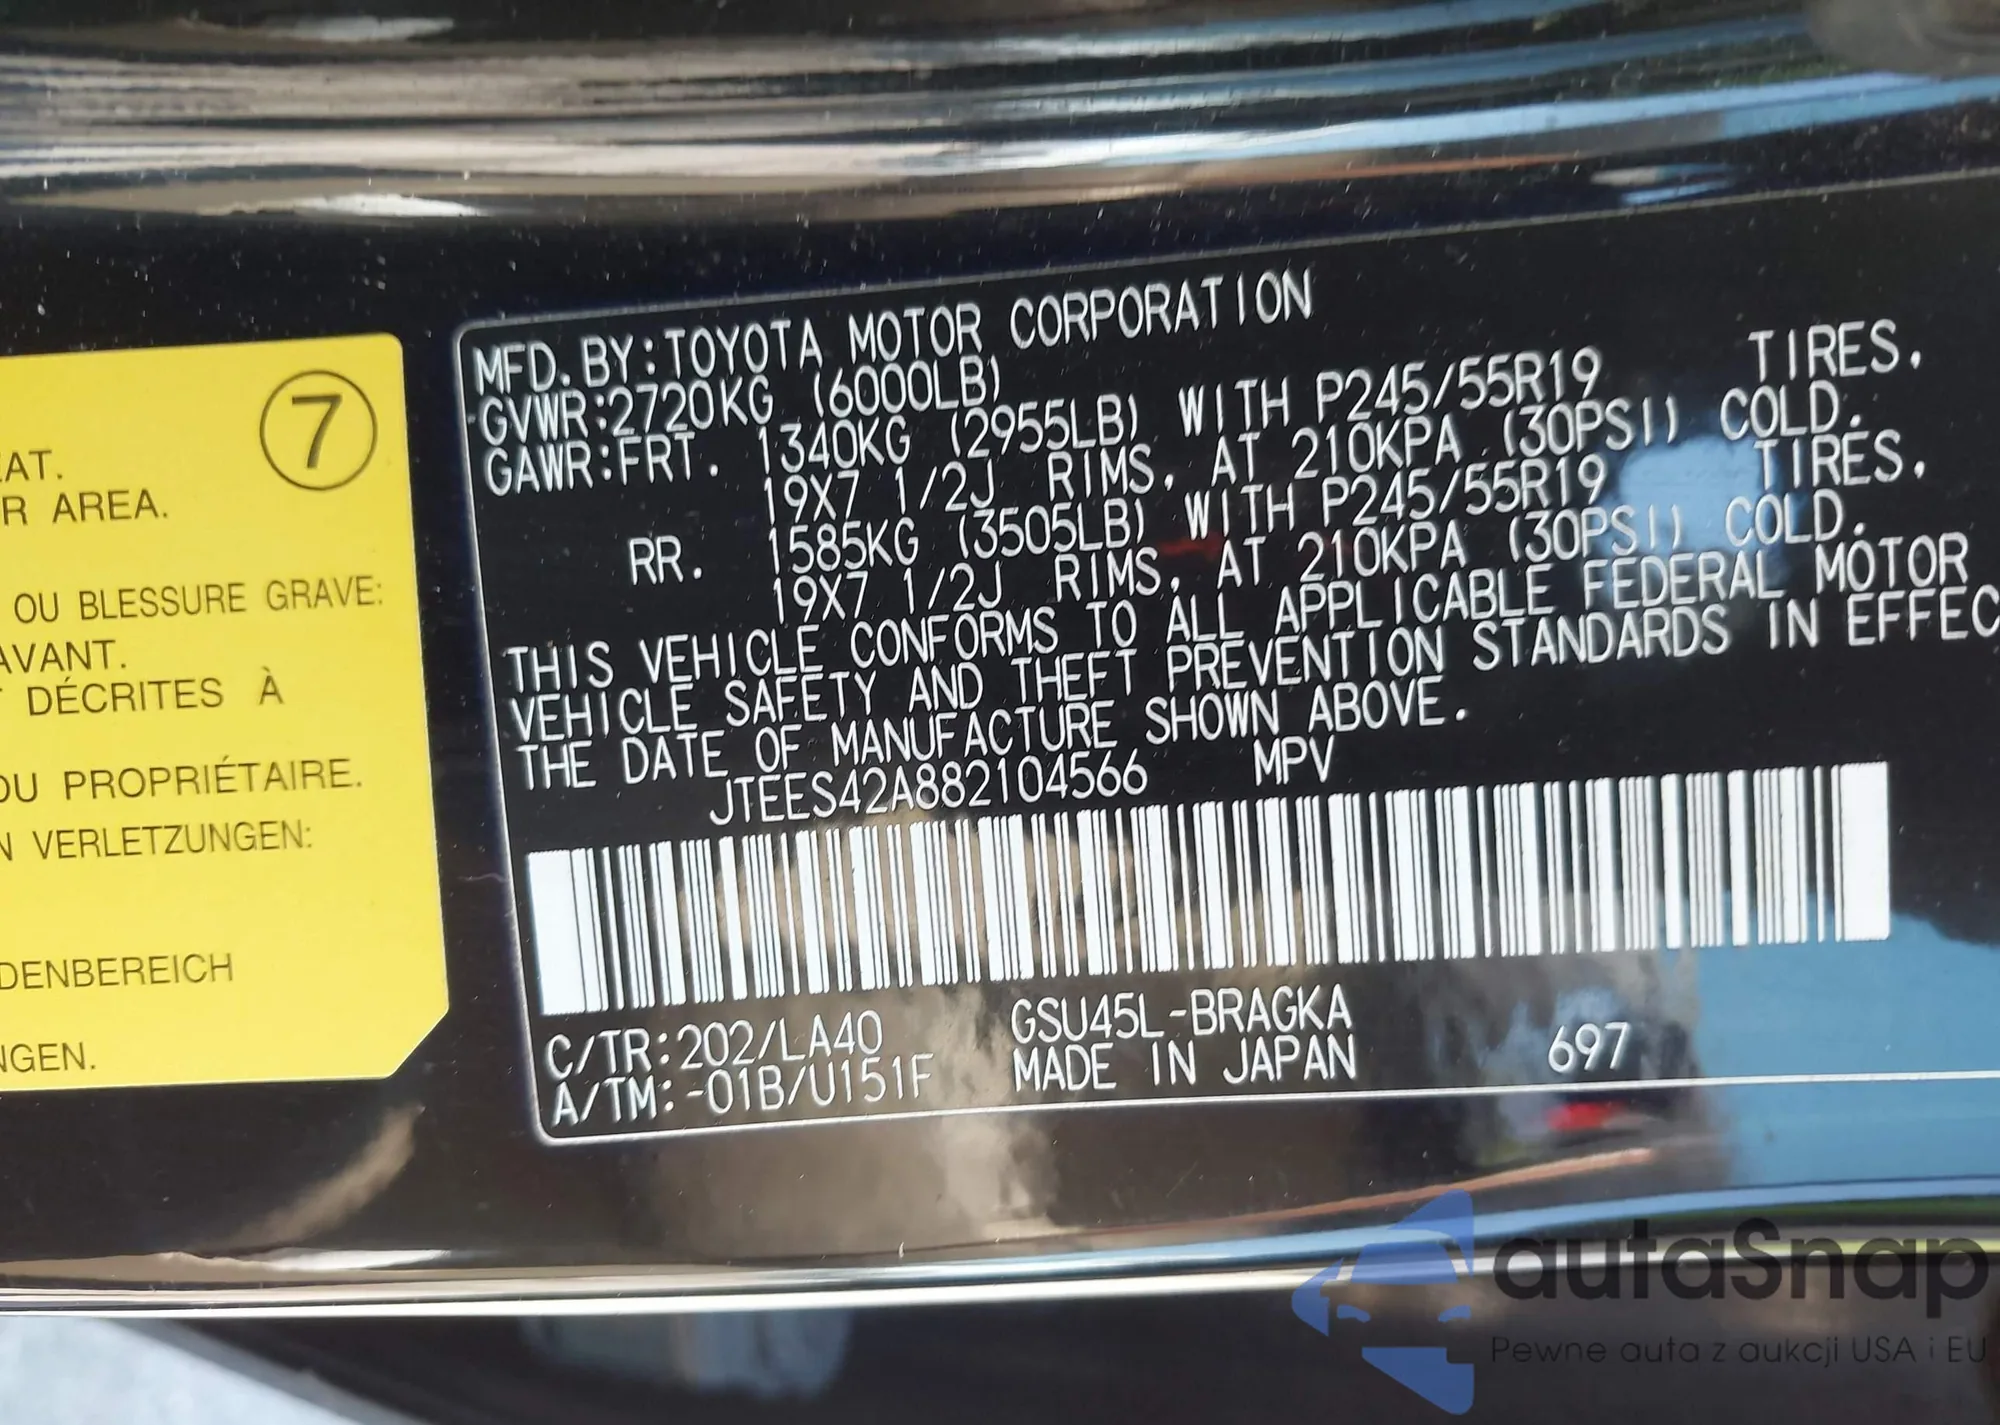 7
EAT.
R AREA.
OU BLESSURE GRAVE:
AVANT.
DÉCRITES À
OU PROPRIÉTAIRE.
N VERLETZUNGEN:
DENBEREICH
NGEN.
MFD. BY:TOYOTA MOTOR CORPORATION
GVWR:2720KG (6000LB)
GAWR:FRT. 1340KG (2955LB) WITH P245/55R19 TIRES,
19X7 1/2J RIMS, AT 210KPA (30PSI) COLD.
RR. 1585KG (3505LB) WITH P245/55R19 TIRES,
19X7 1/2J RIMS, AT 210KPA (30PSI) COLD.
THIS VEHICLE CONFORMS TO ALL APPLICABLE FEDERAL MOTOR
VEHICLE SAFETY AND THEFT PREVENTION STANDARDS IN EFFEC
THE DATE OF MANUFACTURE SHOWN ABOVE.
JTEES42A882104566 MPV
C/TR:202/LA40 GSU45L-BRAGKA
A/TM:-01B/U151F MADE IN JAPAN 697
autaSnap
Pewne auta z aukcji USA i EU